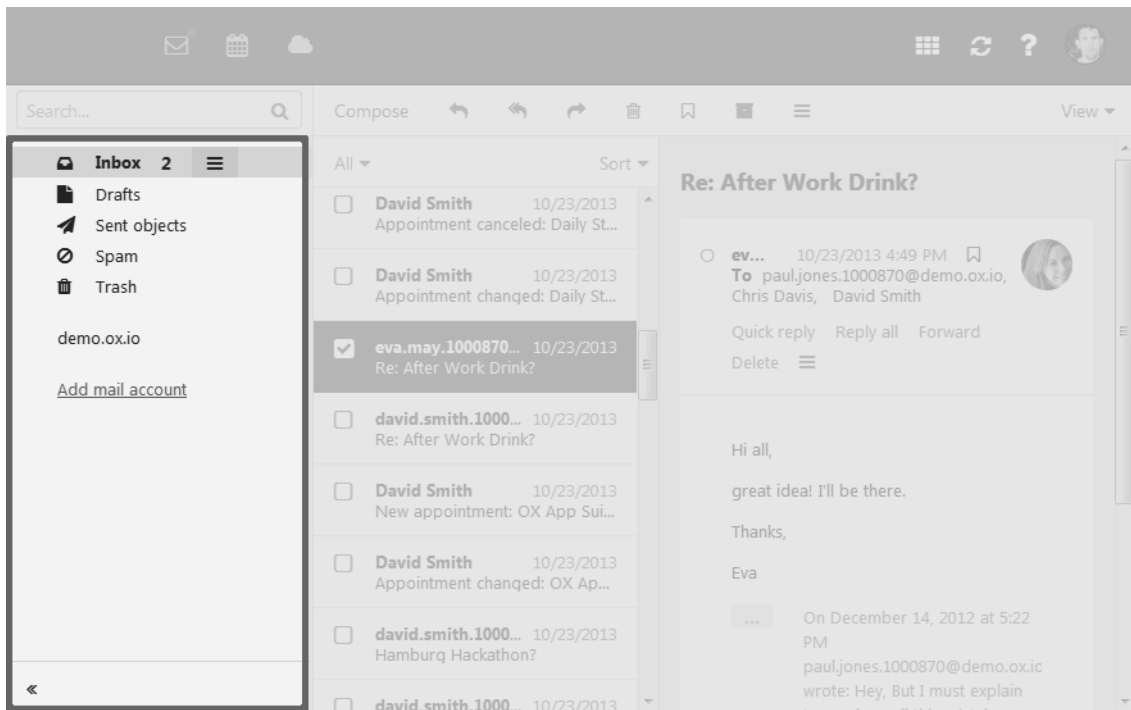 Search...
Compose
View
Inbox 2
Drafts
Sent objects
Spam
Trash
demo.ox.io
Add mail account
All Sort
David Smith 10/23/2013
Appointment canceled: Daily St...
David Smith 10/23/2013
Appointment changed: Daily St...
eva.may.1000870... 10/23/2013
Re: After Work Drink?
david.smith.1000... 10/23/2013
Re: After Work Drink?
David Smith 10/23/2013
New appointment: OX App Sui...
David Smith 10/23/2013
Appointment changed: OX Ap...
david.smith.1000... 10/23/2013
Hamburg Hackathon?
david.smith.1000... 10/23/2013
Re: After Work Drink?
ev... 10/23/2013 4:49 PM
To paul.jones.1000870@demo.ox.io,
Chris Davis, David Smith
Quick reply Reply all Forward
Delete
Hi all,
great idea! I'll be there.
Thanks,
Eva
...
On December 14, 2012 at 5:22
PM
paul.jones.1000870@demo.ox.ic
wrote: Hey, But I must explain